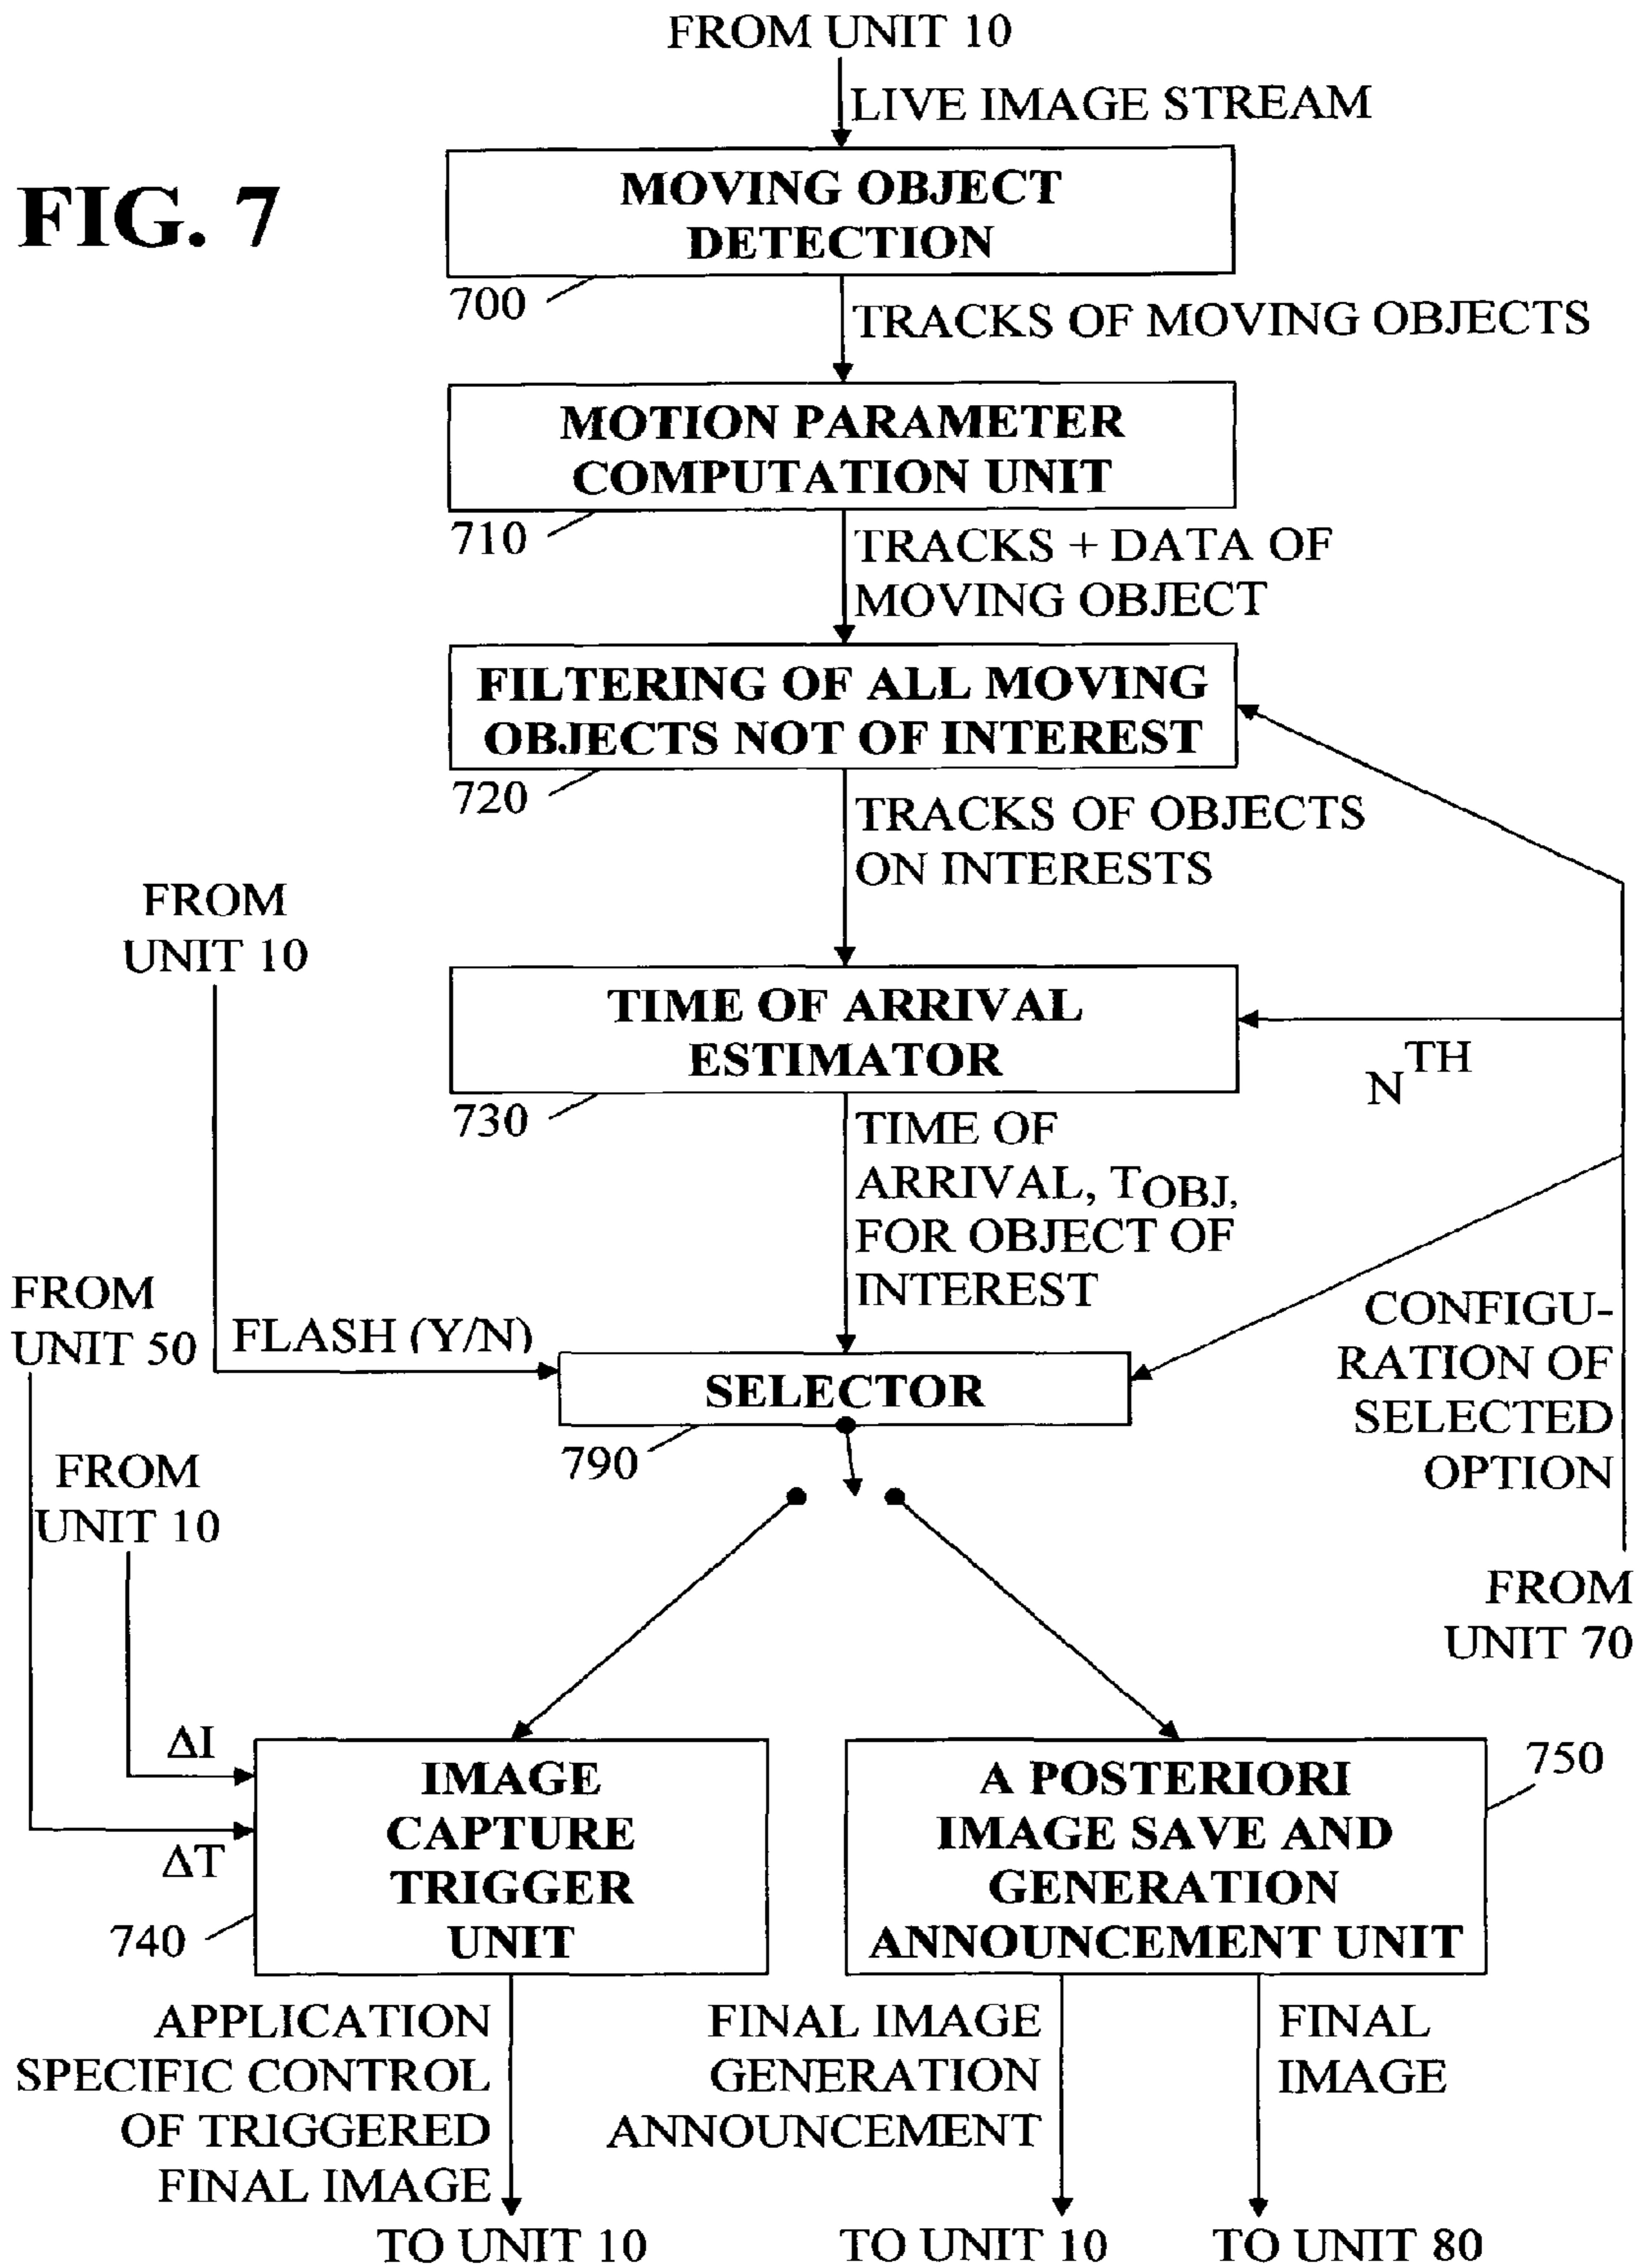 FROM UNIT 10
LIVE IMAGE STREAM
FIG. 7
MOVING OBJECT
DETECTION
700
TRACKS OF MOVING OBJECTS
MOTION PARAMETER
COMPUTATION UNIT
710
TRACKS + DATA OF
MOVING OBJECT
FILTERING OF ALL MOVING
OBJECTS NOT OF INTEREST
720
TRACKS OF OBJECTS
ON INTERESTS
FROM
UNIT 10
TIME OF ARRIVAL
ESTIMATOR
730
N TH
TIME OF
ARRIVAL, TOBJ,
FOR OBJECT OF
INTEREST
FROM
UNIT 50
FLASH (Y/N)
SELECTOR
790
CONFIGU-
RATION OF
SELECTED
OPTION
FROM
UNIT 10
FROM
UNIT 70
ΔI
ΔT
IMAGE
CAPTURE
TRIGGER
UNIT
740
A POSTERIORI
IMAGE SAVE AND
GENERATION
ANNOUNCEMENT UNIT
750
APPLICATION
SPECIFIC CONTROL
OF TRIGGERED
FINAL IMAGE
FINAL IMAGE
GENERATION
ANNOUNCEMENT
FINAL
IMAGE
TO UNIT 10
TO UNIT 10
TO UNIT 80